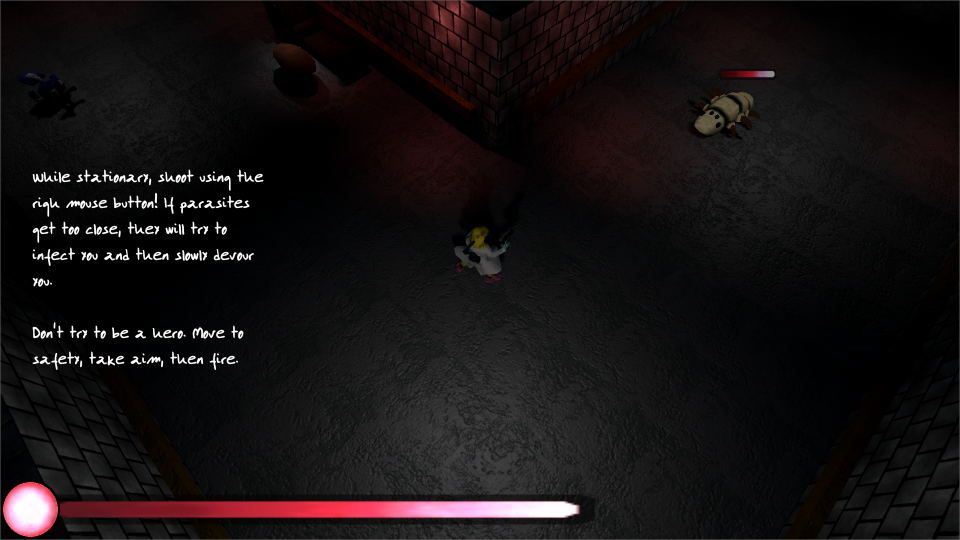 While stationary, shoot using the
righ mouse button! If parasites
get too close, they will try to
infect you and then slowly devour
you.
Don't try to be a hero. Move to
safety, take aim, then fire.